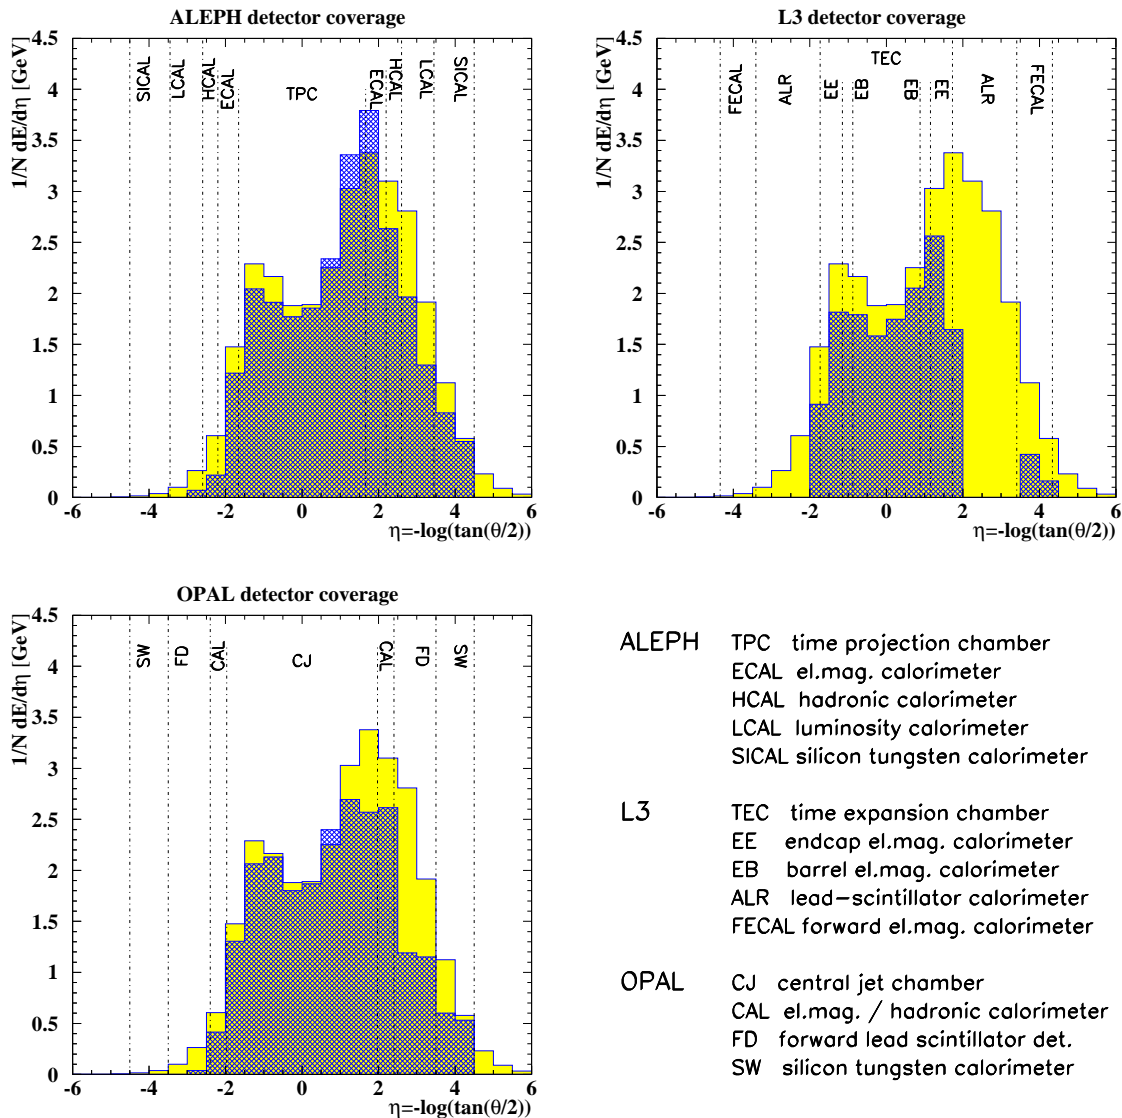 ALEPH detector coverage
1/N dE/dη [GeV]
4.5
4
3.5
3
2.5
2
1.5
1
0.5
0
SICAL
LCAL
HCAL
ECAL
TPC
ECAL
HCAL
LCAL
SICAL
-6
-4
-2
0
2
4
6
η=-log(tan(θ/2))
L3 detector coverage
1/N dE/dη [GeV]
4.5
4
3.5
3
2.5
2
1.5
1
0.5
0
TEC
FECAL
ALR
EE
EB
EB
EE
ALR
FECAL
-6
-4
-2
0
2
4
6
η=-log(tan(θ/2))
OPAL detector coverage
1/N dE/dη [GeV]
4.5
4
3.5
3
2.5
2
1.5
1
0.5
0
SW
FD
CAL
CJ
CAL
FD
SW
-6
-4
-2
0
2
4
6
η=-log(tan(θ/2))
ALEPH TPC time projection chamber
ECAL el.mag. calorimeter
HCAL hadronic calorimeter
LCAL luminosity calorimeter
SICAL silicon tungsten calorimeter
L3 TEC time expansion chamber
EE endcap el.mag. calorimeter
EB barrel el.mag. calorimeter
ALR lead-scintillator calorimeter
FECAL forward el.mag. calorimeter
OPAL CJ central jet chamber
CAL el.mag. / hadronic calorimeter
FD forward lead scintillator det.
SW silicon tungsten calorimeter